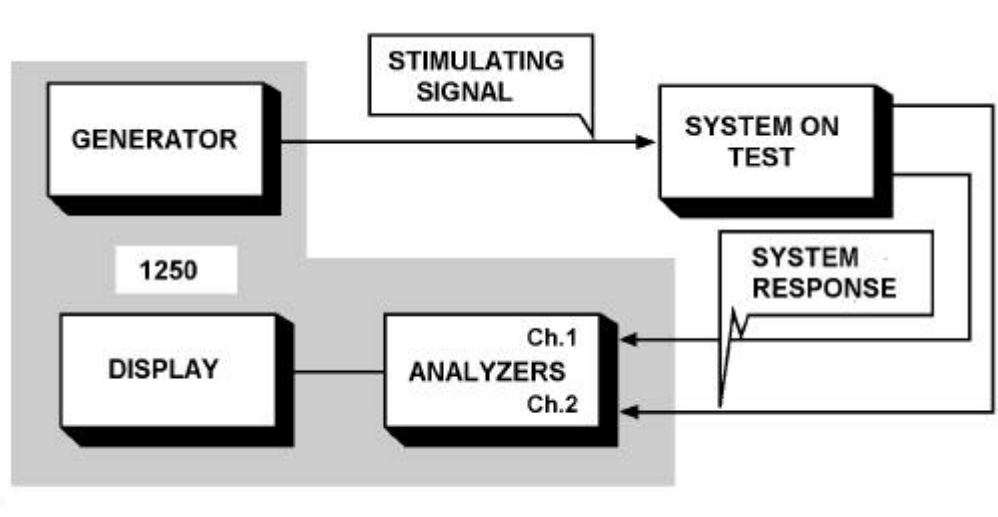 STIMULATING
SIGNAL
GENERATOR
SYSTEM ON
TEST
1250
SYSTEM
RESPONSE
DISPLAY
Ch.1
ANALYZERS
Ch.2